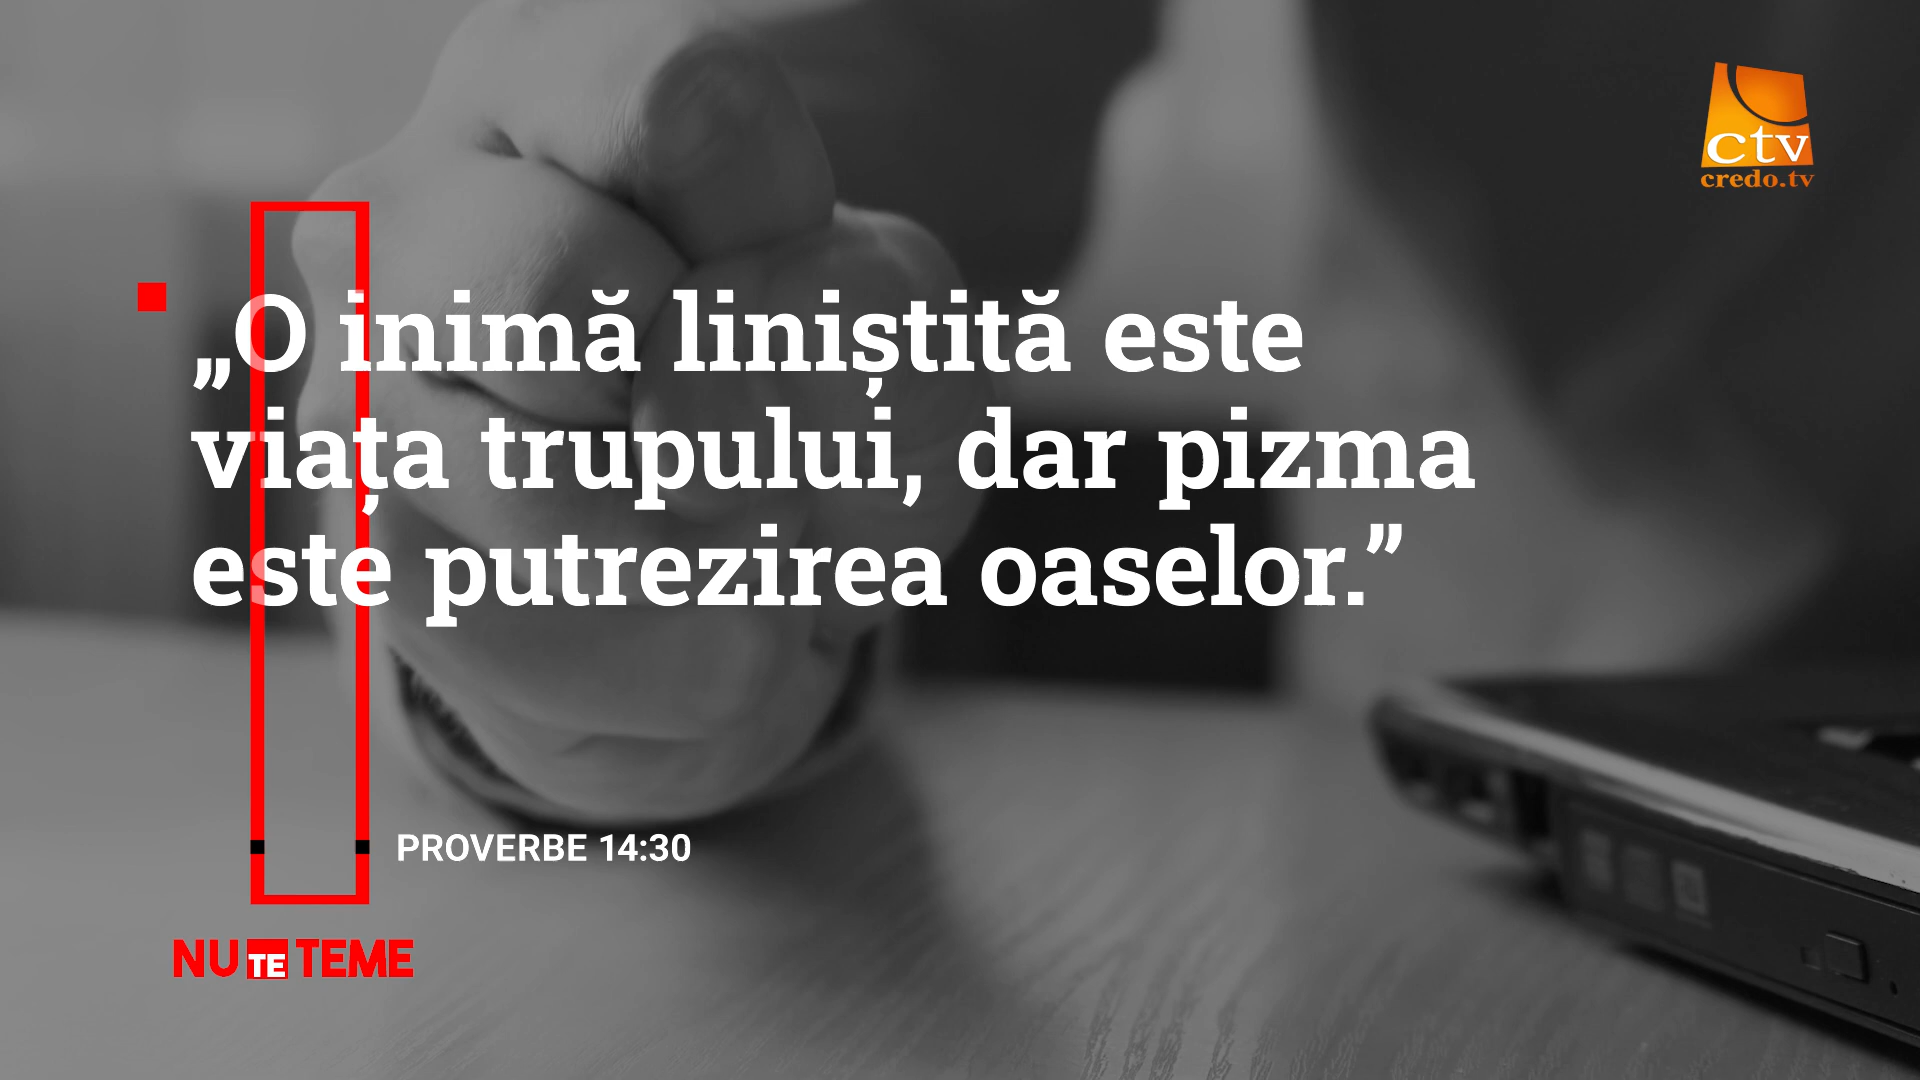 ctv
credo.tv
„O inimă liniștită este
viața trupului, dar pizma
este putrezirea oaselor.”
PROVERBE 14:30
NU TE TEME